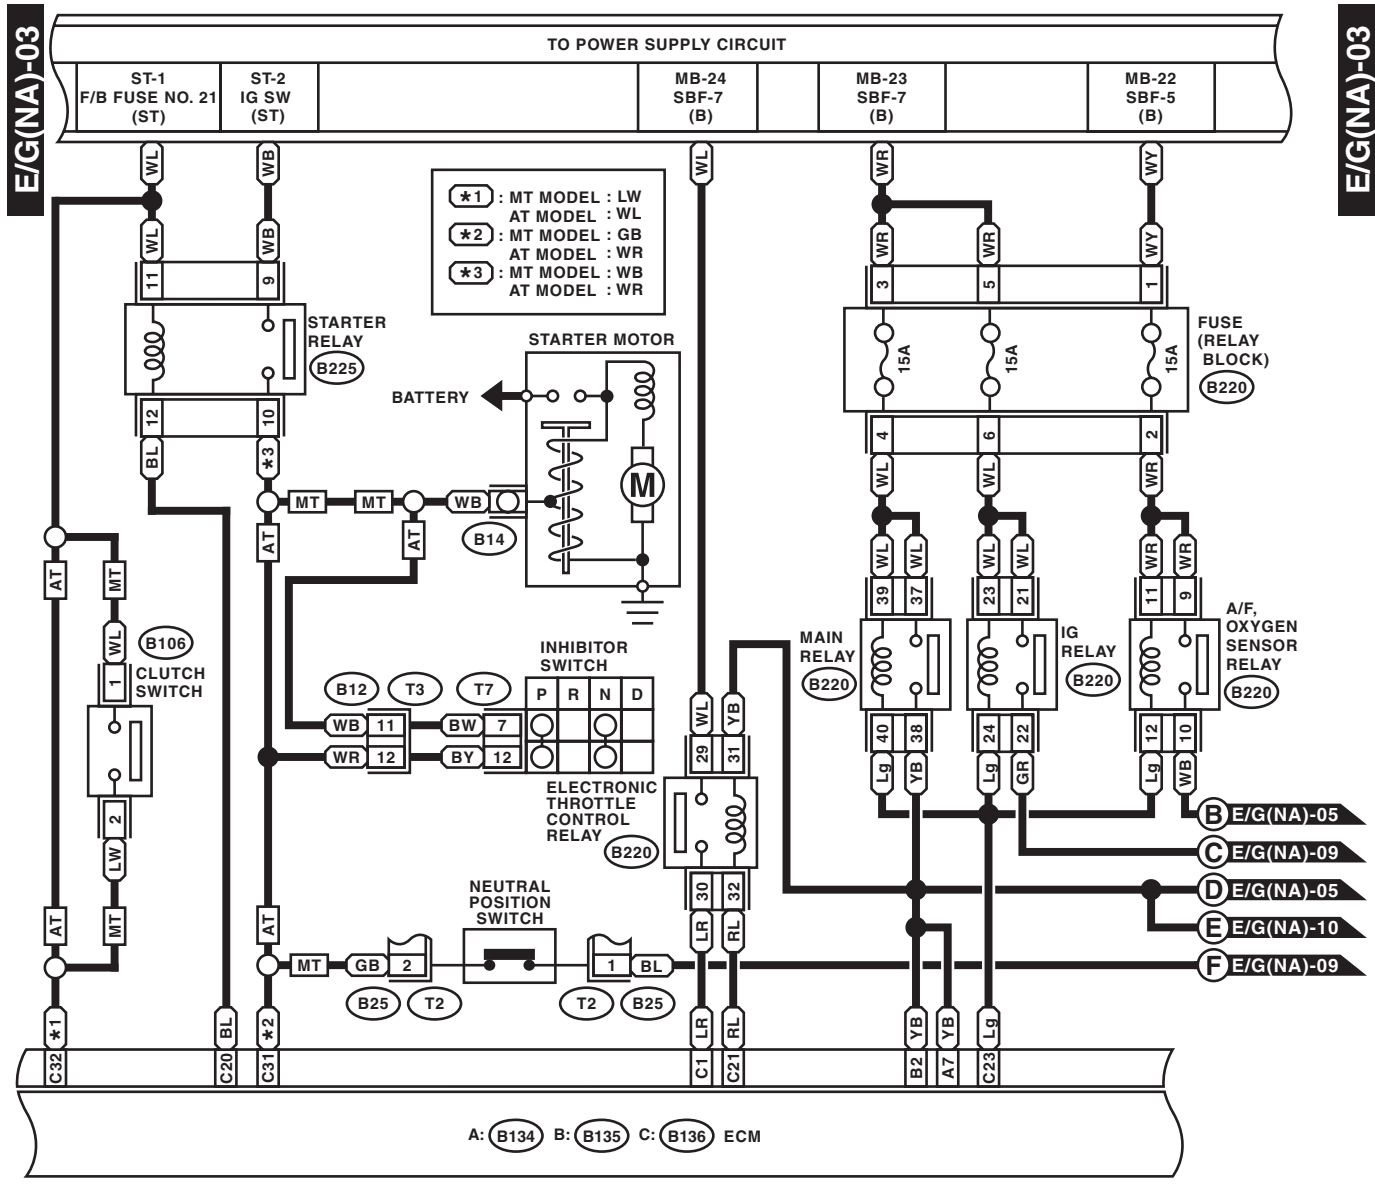 E/G(NA)-03
E/G(NA)-03
TO POWER SUPPLY CIRCUIT
ST-1
F/B FUSE NO. 21
(ST)
ST-2
IG SW
(ST)
MB-24
SBF-7
(B)
MB-23
SBF-7
(B)
MB-22
SBF-5
(B)
WL
WB
WL
WR
WY
*1 : MT MODEL : LW
AT MODEL : WL
*2 : MT MODEL : GB
AT MODEL : WR
*3 : MT MODEL : WB
AT MODEL : WR
WL
WB
WR
WR
WY
11
9
3
5
1
STARTER
RELAY
B225
STARTER MOTOR
BATTERY
M
15A
15A
15A
FUSE
(RELAY
BLOCK)
B220
12
10
4
6
2
BL
*3
WL
WL
WR
MT
MT
WB
B14
AT
AT
WL
WL
WL
WL
WR
WR
AT
MT
39
37
23
21
11
9
WL
B106
CLUTCH
SWITCH
1
MAIN
RELAY
B220
IG
RELAY
B220
A/F,
OXYGEN
SENSOR
RELAY
B220
INHIBITOR
SWITCH
B12
T3
T7
P R N D
WB
11
BW
7
WR
12
BY
12
WL
YB
29
31
40
38
24
22
12
10
Lg
YB
Lg
GR
Lg
WB
ELECTRONIC
THROTTLE
CONTROL
RELAY
B220
2
LW
B E/G(NA)-05
C E/G(NA)-09
D E/G(NA)-05
E E/G(NA)-10
F E/G(NA)-09
30
32
LR
RL
NEUTRAL
POSITION
SWITCH
AT
MT
AT
MT
GB
2
1
BL
B25
T2
T2
B25
*1
BL
*2
LR
RL
YB
YB
Lg
C32
C20
C31
C1
C21
B2
A7
C23
A: B134 B: B135 C: B136 ECM